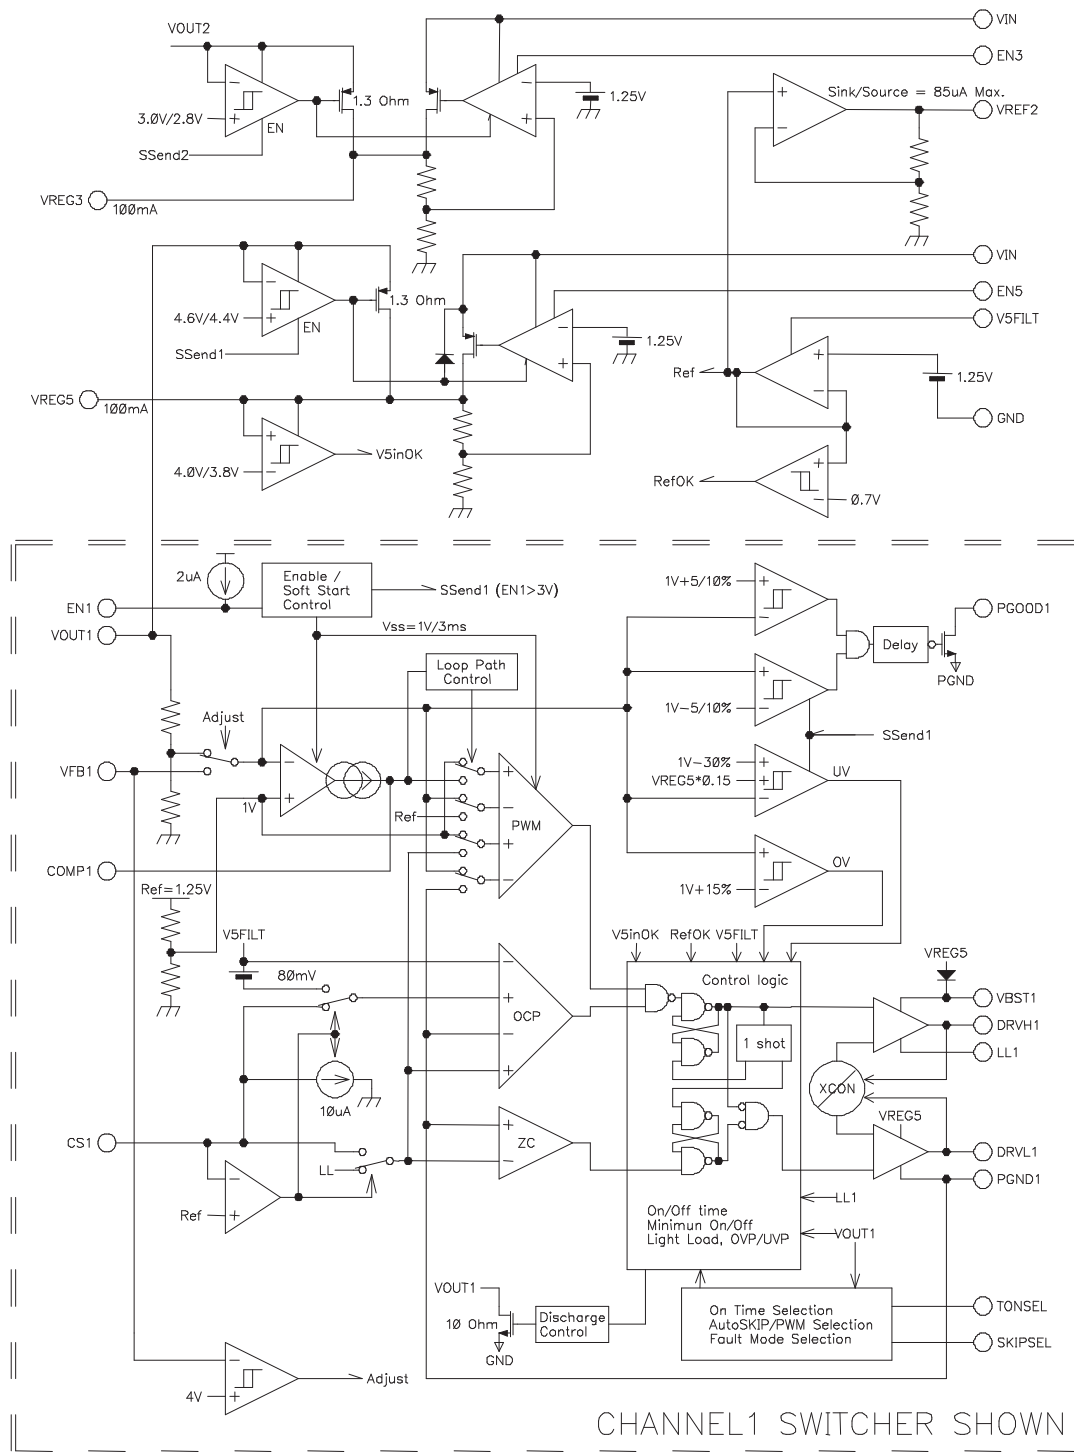 VOUT2
VIN
EN3
1.25V
1.3 Ohm
3.0V/2.8V
EN
SSend2
VREG3
100mA
Sink/Source = 85uA Max.
VREF2
VIN
EN5
V5FILT
1.3 Ohm
4.6V/4.4V
EN
SSend1
1.25V
Ref
1.25V
VREG5
100mA
GND
4.0V/3.8V
V5inOK
RefOK
0.7V
2uA
Enable /
Soft Start
Control
SSend1 (EN1>3V)
1V+5/10%
EN1
VOUT1
Vss=1V/3ms
PGOOD1
Delay
PGND
Loop Path
Control
1V-5/10%
Adjust
SSend1
VFB1
1V-30%
VREG5*0.15
UV
1V
Ref
PWM
COMP1
OV
1V+15%
Ref=1.25V
V5FILT
80mV
OCP
V5inOK
RefOK
V5FILT
Control logic
VREG5
VBST1
DRVH1
LL1
1 shot
XCON
10uA
CS1
LL
ZC
VREG5
DRVL1
PGND1
Ref
On/Off time
Minimun On/Off
Light Load, OVP/UVP
LL1
VOUT1
VOUT1
10 Ohm
GND
Discharge
Control
On Time Selection
AutoSKIP/PWM Selection
Fault Mode Selection
TONSEL
SKIPSEL
4V
Adjust
CHANNEL1 SWITCHER SHOWN